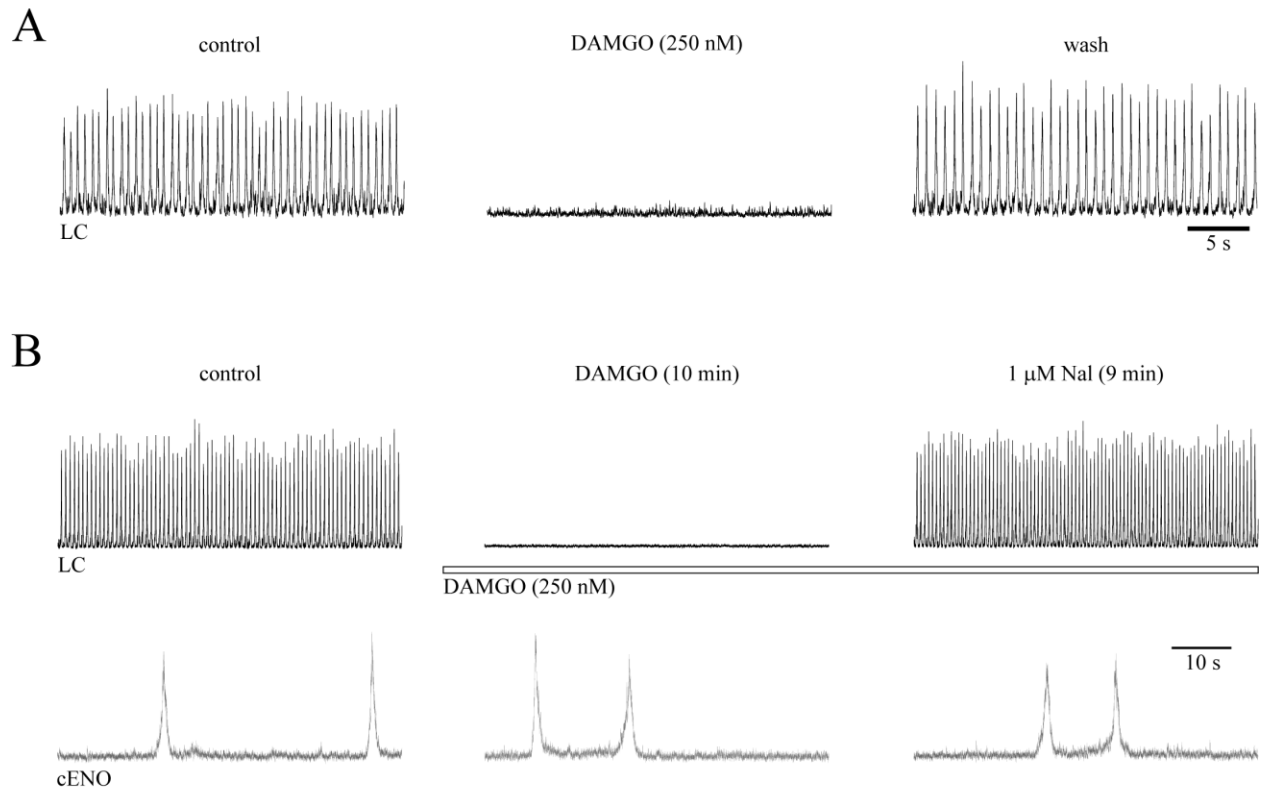 A
control
DAMGO (250 nM)
wash
LC
5 s
B
control
DAMGO (10 min)
1 μM Nal (9 min)
LC
DAMGO (250 nM)
10 s
cENO